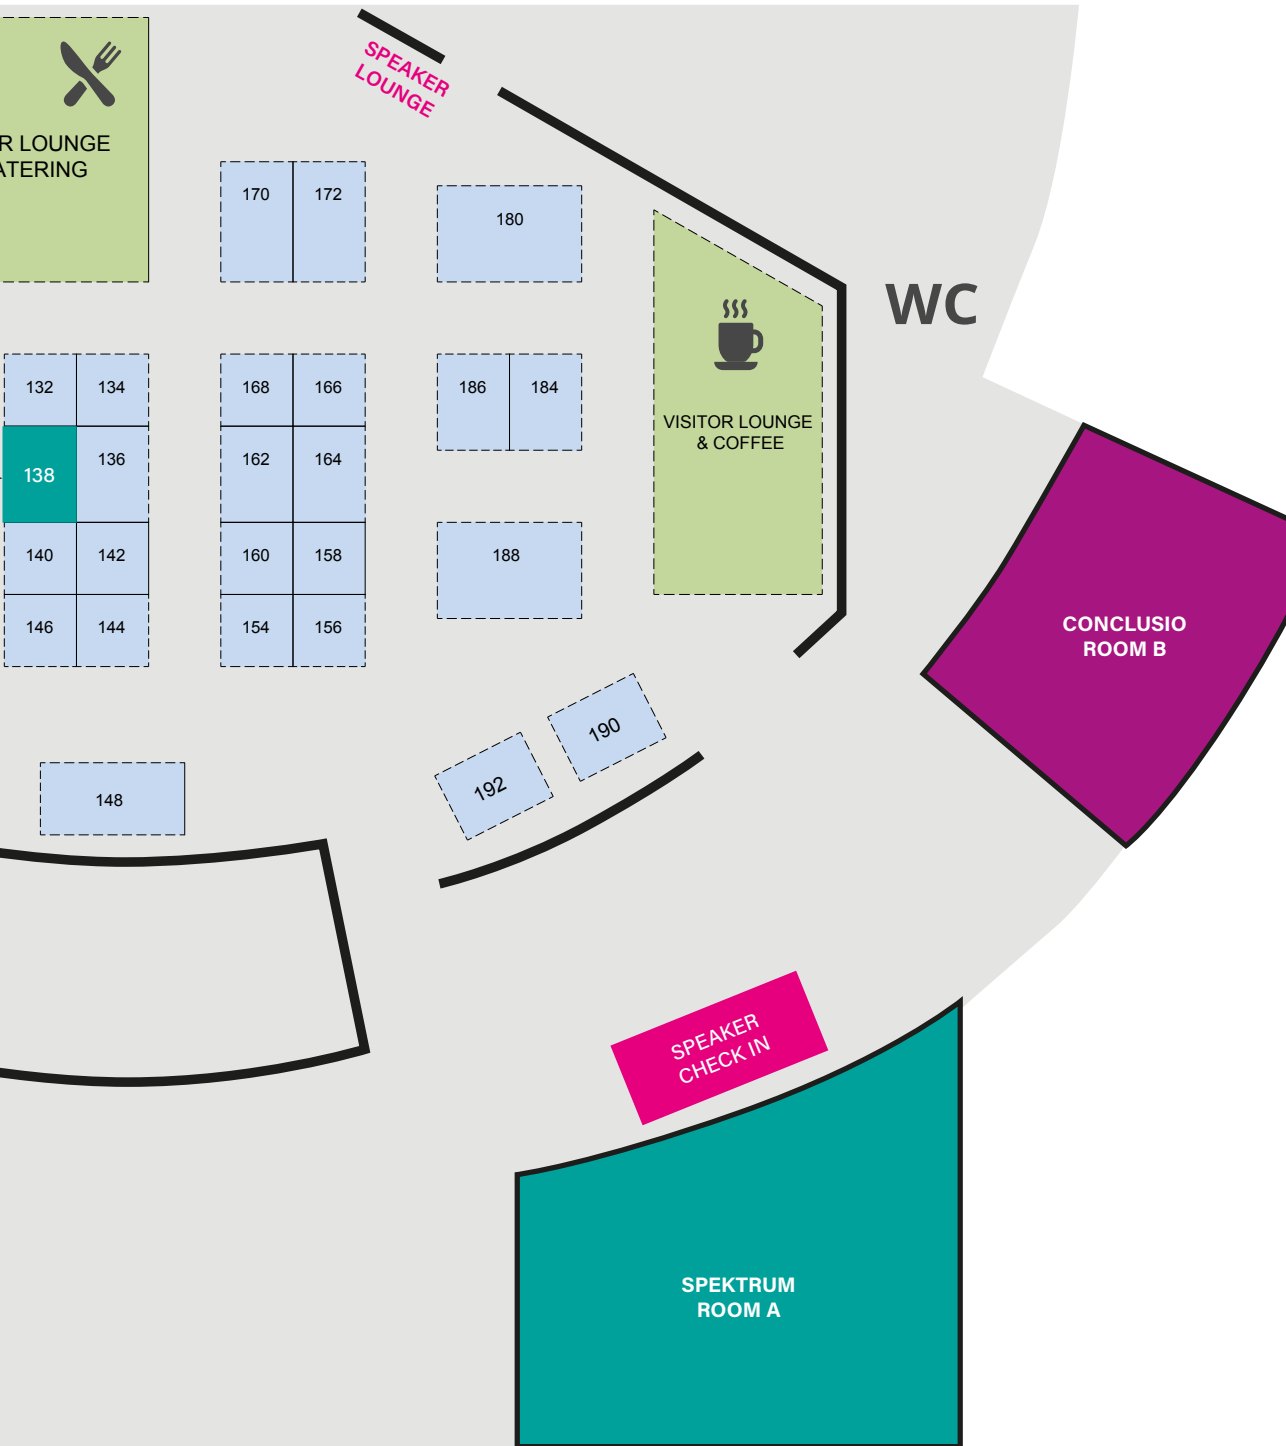 SPEAKER
LOUNGE
R LOUNGE
ATERING
170
172
180
WC
132
134
168
166
186
184
VISITOR LOUNGE
& COFFEE
138
136
162
164
140
142
160
158
188
146
144
154
156
CONCLUSIO
ROOM B
190
192
148
SPEAKER
CHECK IN
SPEKTRUM
ROOM A